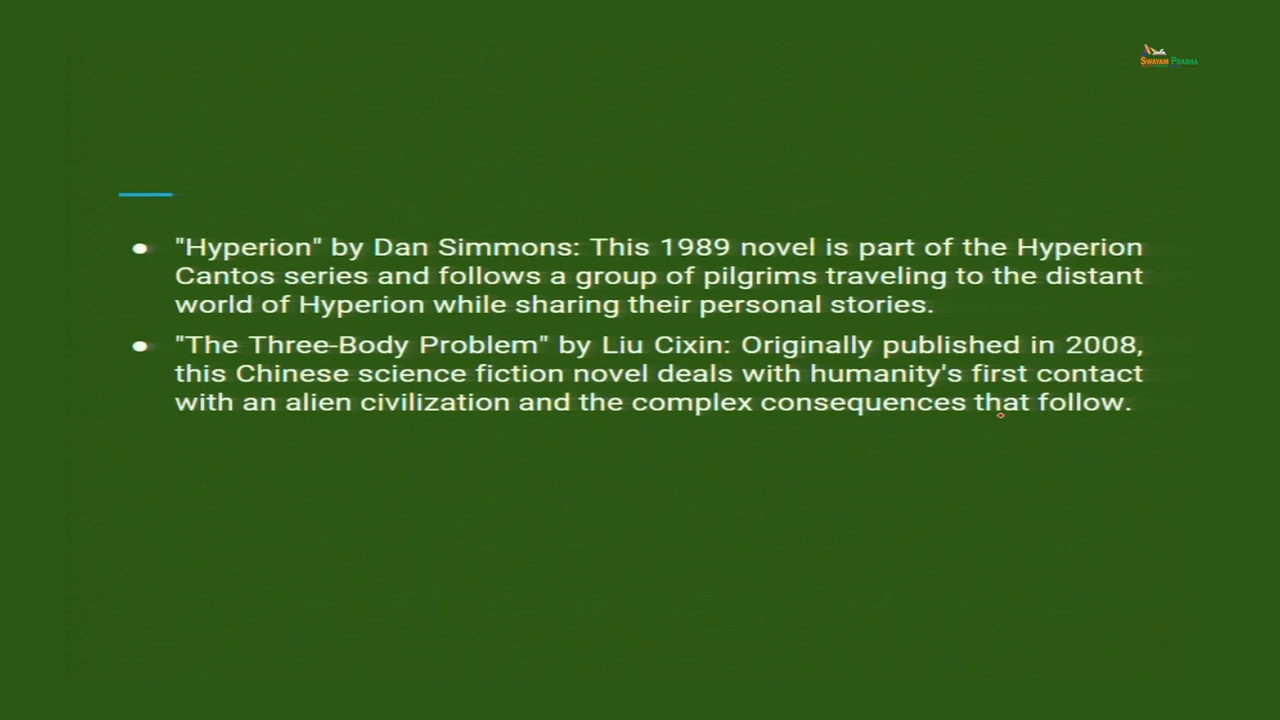 SWAYAM PRABHA
"Hyperion" by Dan Simmons: This 1989 novel is part of the Hyperion
Cantos series and follows a group of pilgrims traveling to the distant
world of Hyperion while sharing their personal stories.
"The Three-Body Problem" by Liu Cixin: Originally published in 2008,
this Chinese science fiction novel deals with humanity's first contact
with an alien civilization and the complex consequences that follow.